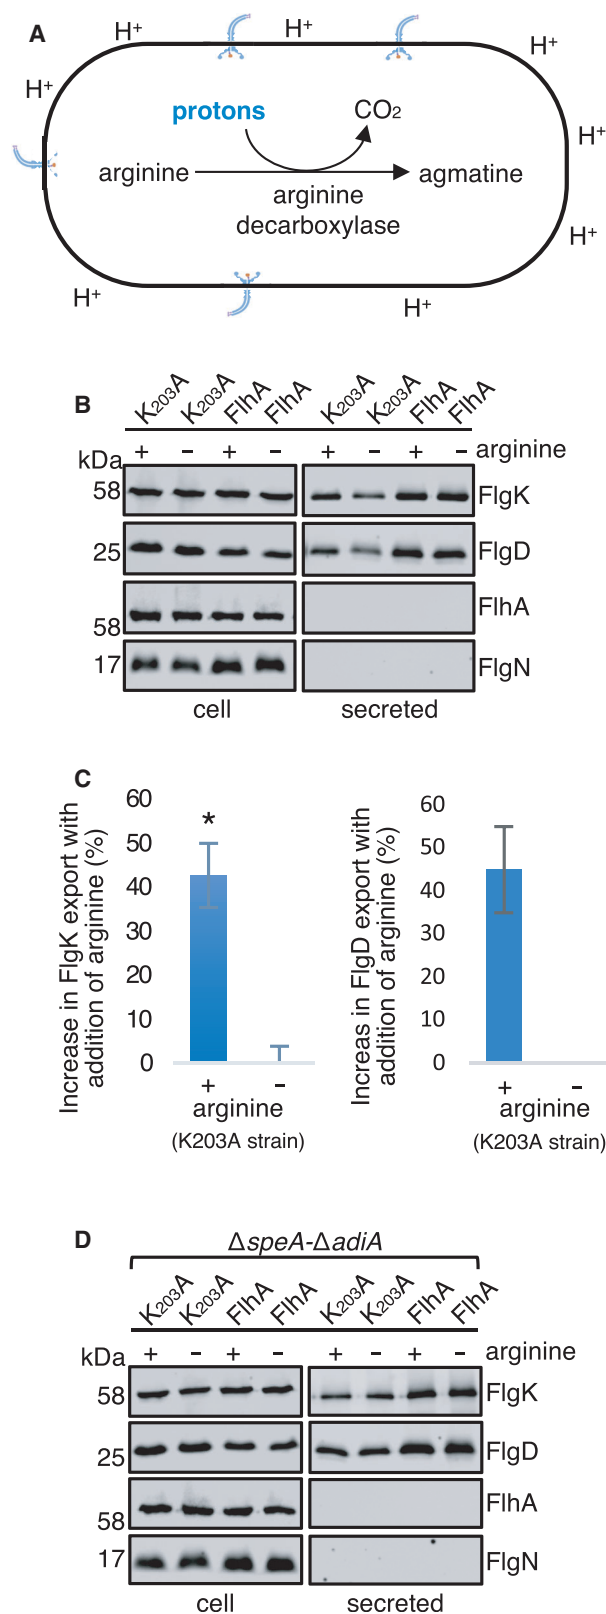 A
H+ H+ H+
H+
protons CO2
H+
arginine agmatine
arginine
decarboxylase
H+
H+ H+
B
K203A K203A FlhA FlhA K203A K203A FlhA FlhA
kDa + − + − + − + − arginine
58 FlgK
25 FlgD
58 FlhA
17 FlgN
cell secreted
C
Increase in FlgK export with
addition of arginine (%)
60
50
40
30
20
10
0
*
+ −
arginine
(K203A strain)
Increas in FlgD export with
addition of arginine (%)
60
50
40
30
20
10
0
+ −
arginine
(K203A strain)
D
ΔspeA-ΔadiA
K203A K203A FlhA FlhA K203A K203A FlhA FlhA
kDa + − + − + − + − arginine
58 FlgK
25 FlgD
58 FlhA
17 FlgN
cell secreted